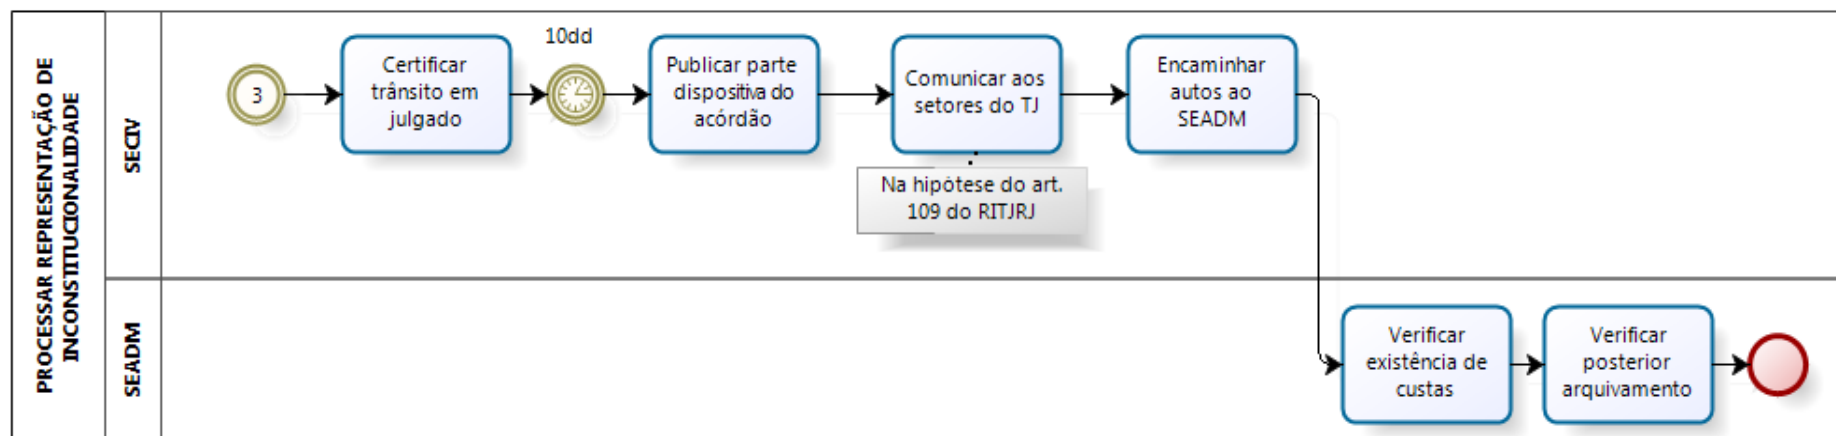 PROCESSAR REPRESENTAÇÃO DE
INCONSTITUCIONALIDADE
SECIV
3
Certificar
trânsito em
julgado
10dd
Publicar parte
dispositiva do
acórdão
Comunicar aos
setores do TJ
Na hipótese do art.
109 do RITJRJ
Encaminhar
autos ao
SEADM
SEADM
Verificar
existência de
custas
Verificar
posterior
arquivamento